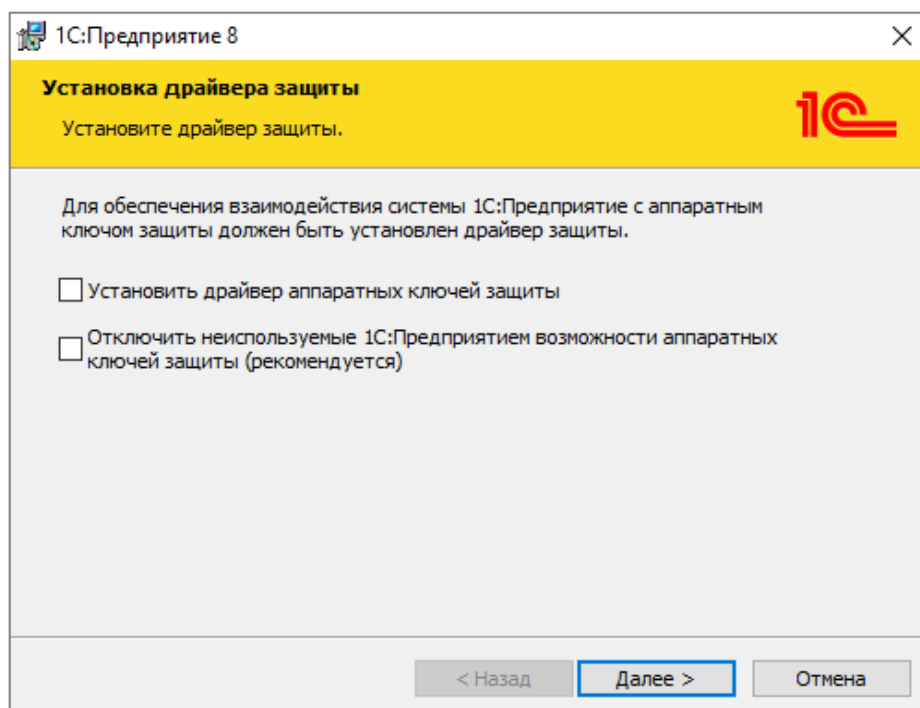 1С:Предприятие 8
Установка драйвера защиты
Установите драйвер защиты.
1С
Для обеспечения взаимодействия системы 1С:Предприятие с аппаратным
ключом защиты должен быть установлен драйвер защиты.
Установить драйвер аппаратных ключей защиты
Отключить неиспользуемые 1С:Предприятием возможности аппаратных
ключей защиты (рекомендуется)
< Назад
Далее >
Отмена